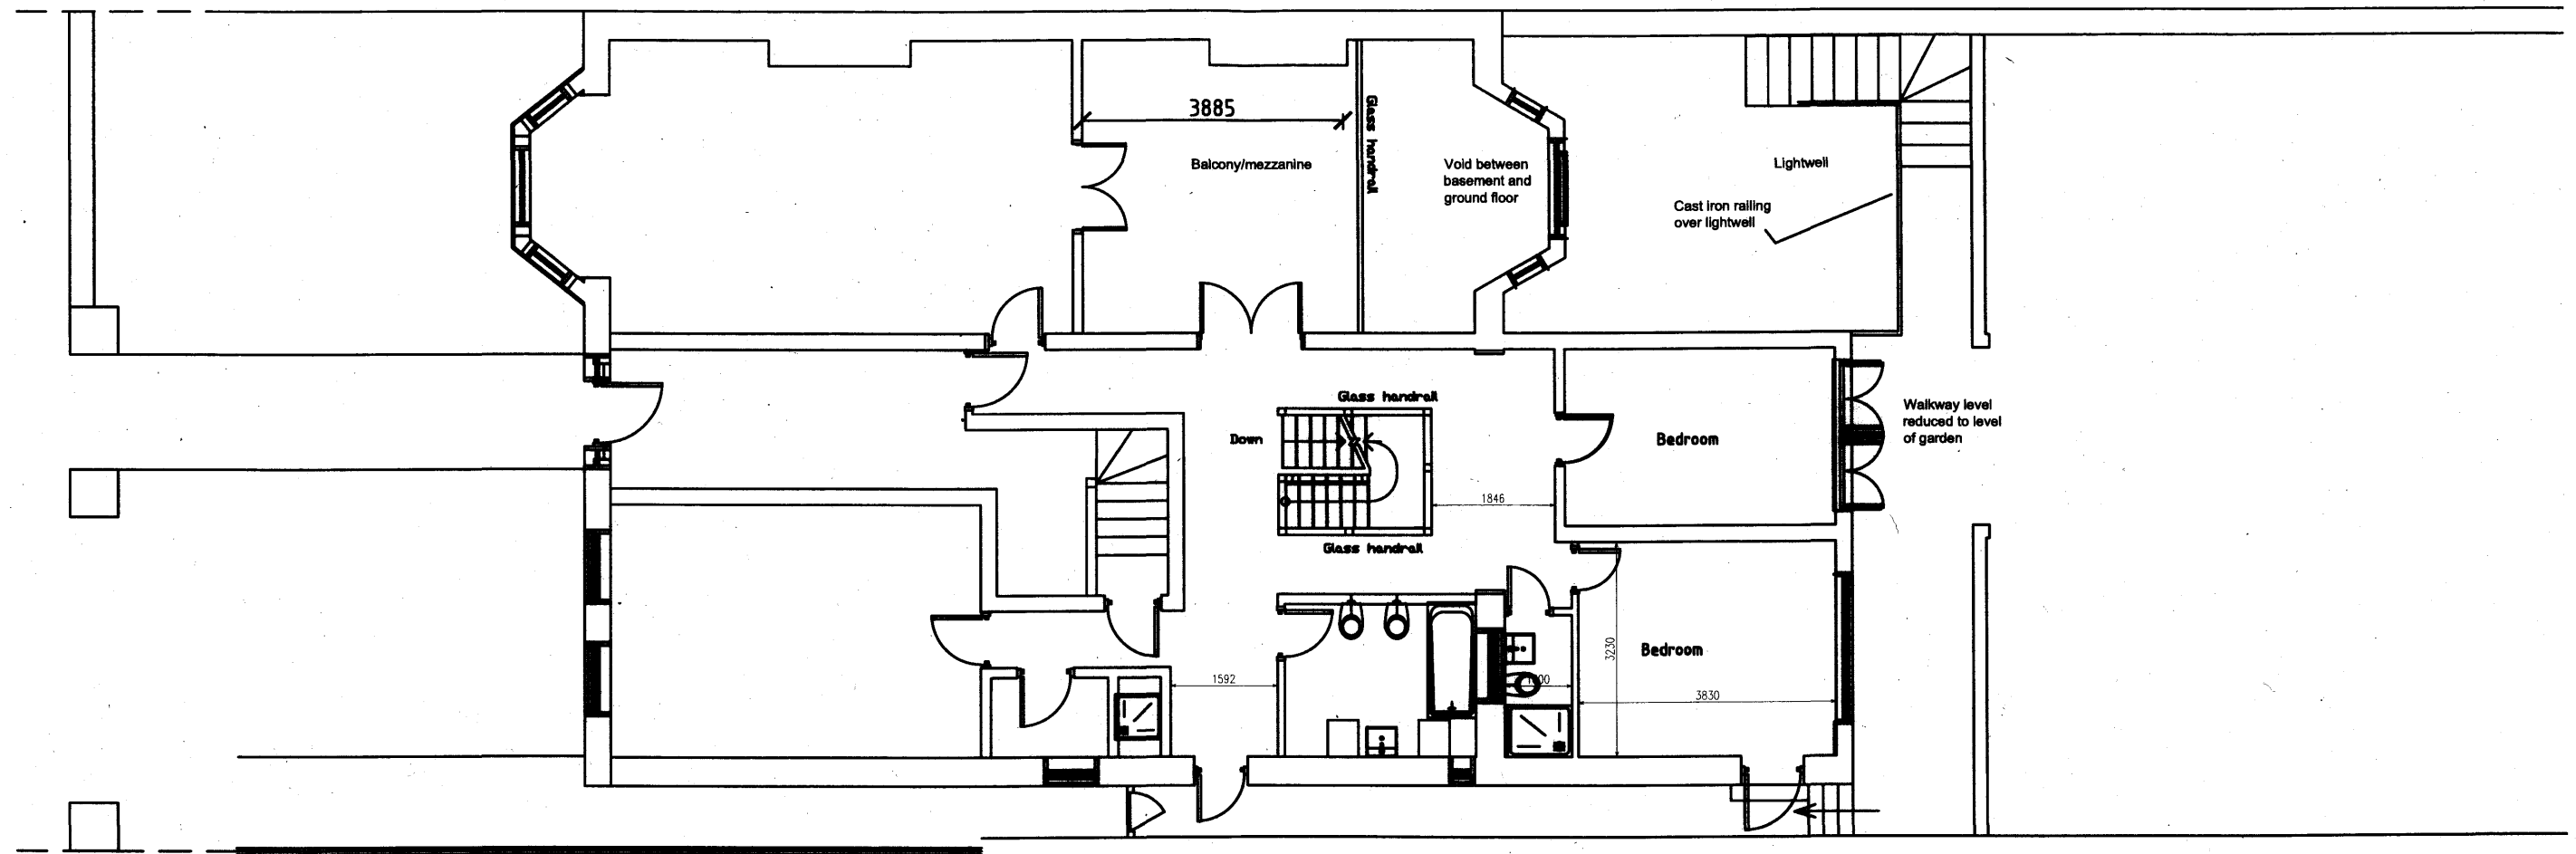 3885
Glass handrail
Balcony/mezzanine
Void between
basement and
ground floor
Lightwell
Cast iron railing
over lightwell
Glass handrail
Down
Bedroom
Walkway level
reduced to level
of garden
1846
Glass handrail
3230
Bedroom
1592
3830